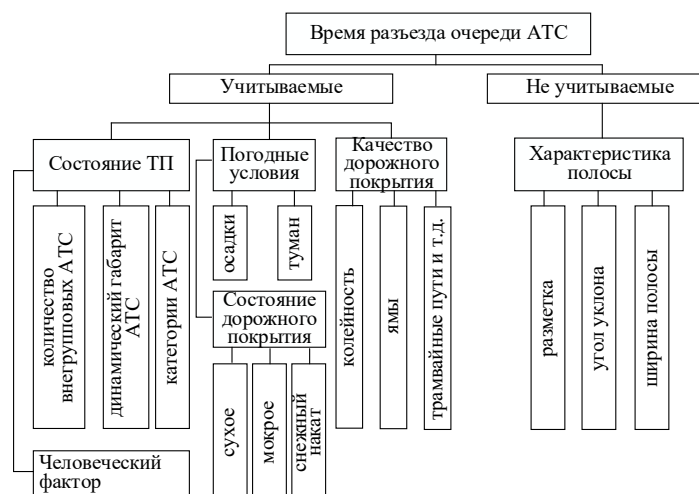 Время разъезда очереди АТС
Учитываемые
Не учитываемые
Состояние ТП
Погодные
условия
Качество
дорожного
покрытия
Характеристика
полосы
количество
внегрупповых АТС
динамический габарит
АТС
категории АТС
осадки
туман
колейность
ямы
трамвайные пути и т.д.
разметка
угол уклона
ширина полосы
Состояние
дорожного
покрытия
сухое
мокрое
снежный
накат
Человеческий
фактор